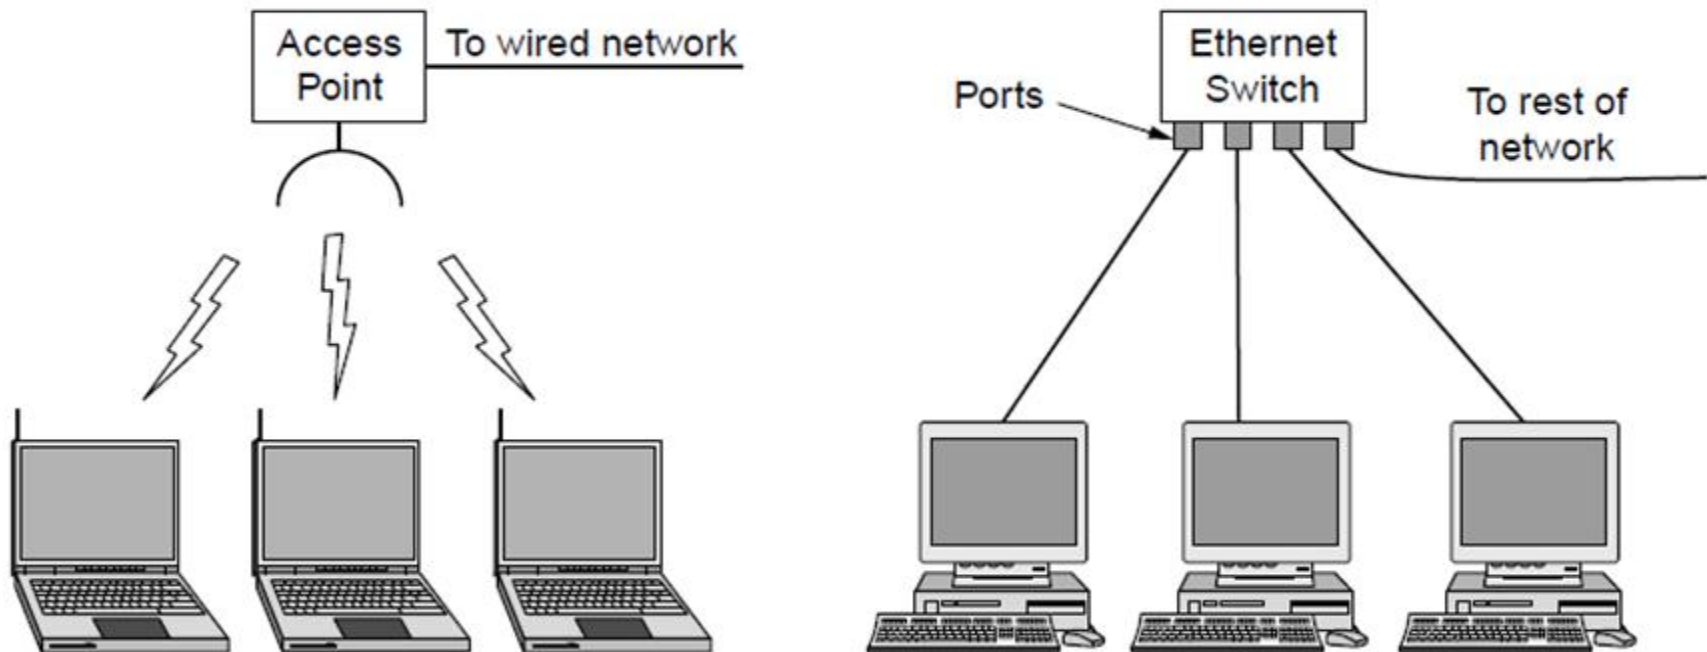 Access
Point
To wired network
Ethernet
Switch
Ports
To rest of
network